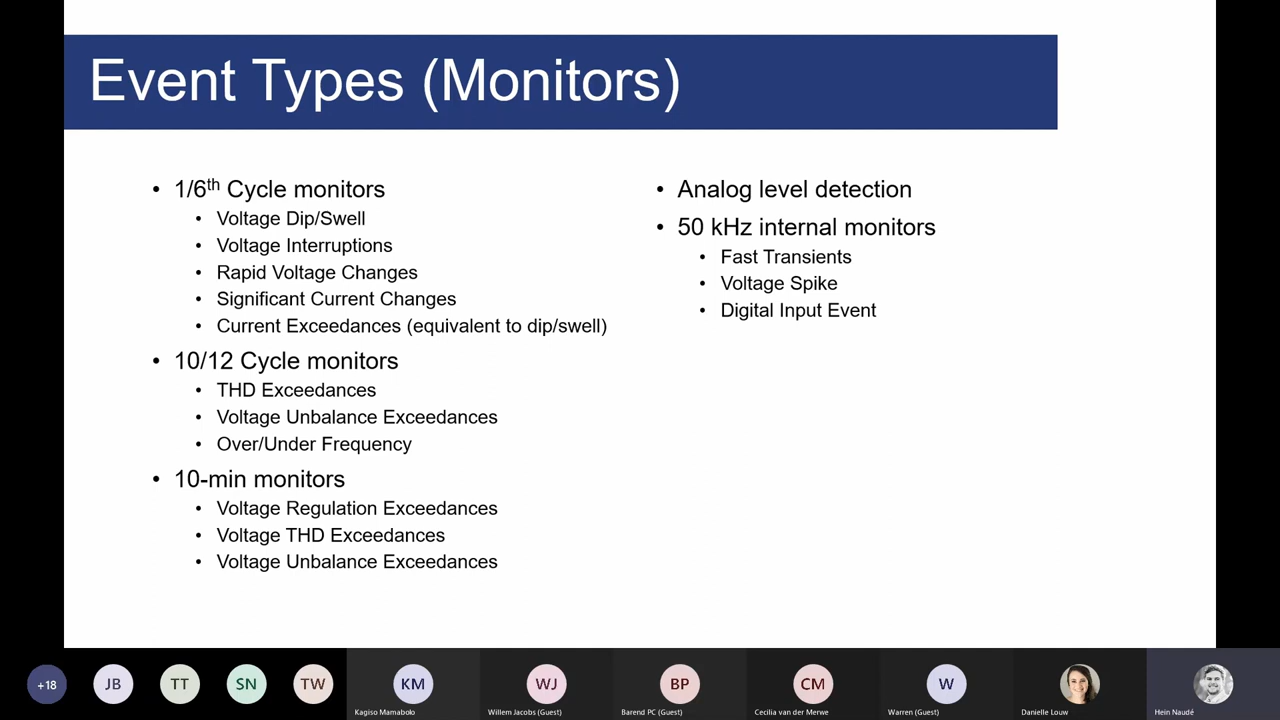 Event Types (Monitors)
• 1/6th Cycle monitors
• Voltage Dip/Swell
• Voltage Interruptions
• Rapid Voltage Changes
• Significant Current Changes
• Current Exceedances (equivalent to dip/swell)
• 10/12 Cycle monitors
• THD Exceedances
• Voltage Unbalance Exceedances
• Over/Under Frequency
• 10-min monitors
• Voltage Regulation Exceedances
• Voltage THD Exceedances
• Voltage Unbalance Exceedances
• Analog level detection
• 50 kHz internal monitors
• Fast Transients
• Voltage Spike
• Digital Input Event
+18
JB
TT
SN
TW
KM
Kagiso Mamabolo
WJ
Willem Jacobs (Guest)
BP
Barend PC (Guest)
CM
Cecilia van der Merwe
W
Warren (Guest)
Danielle Louw
Hein Naudé